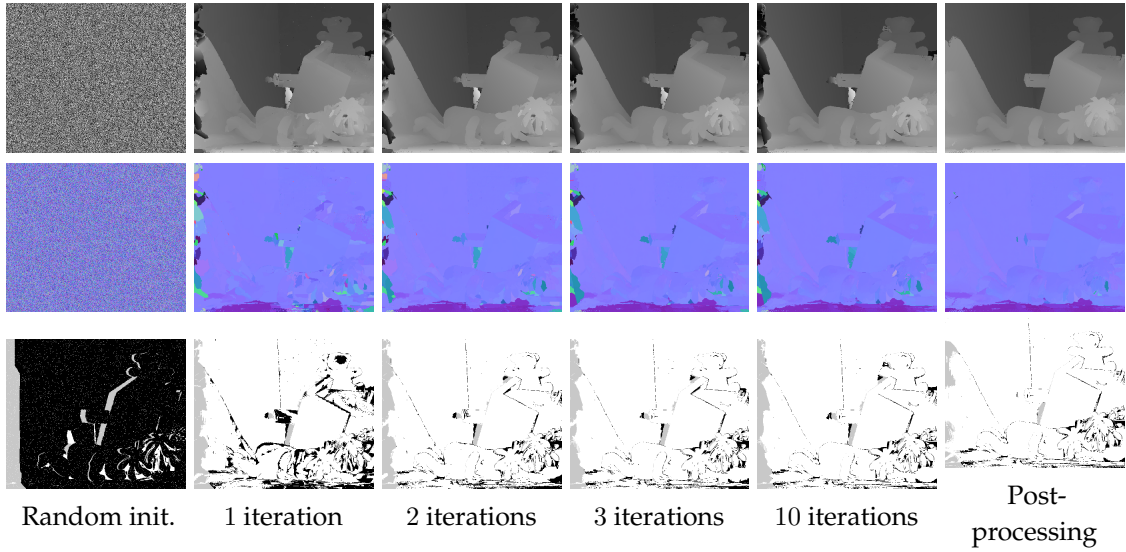 Random init.
1 iteration
2 iterations
3 iterations
10 iterations
Post-
processing